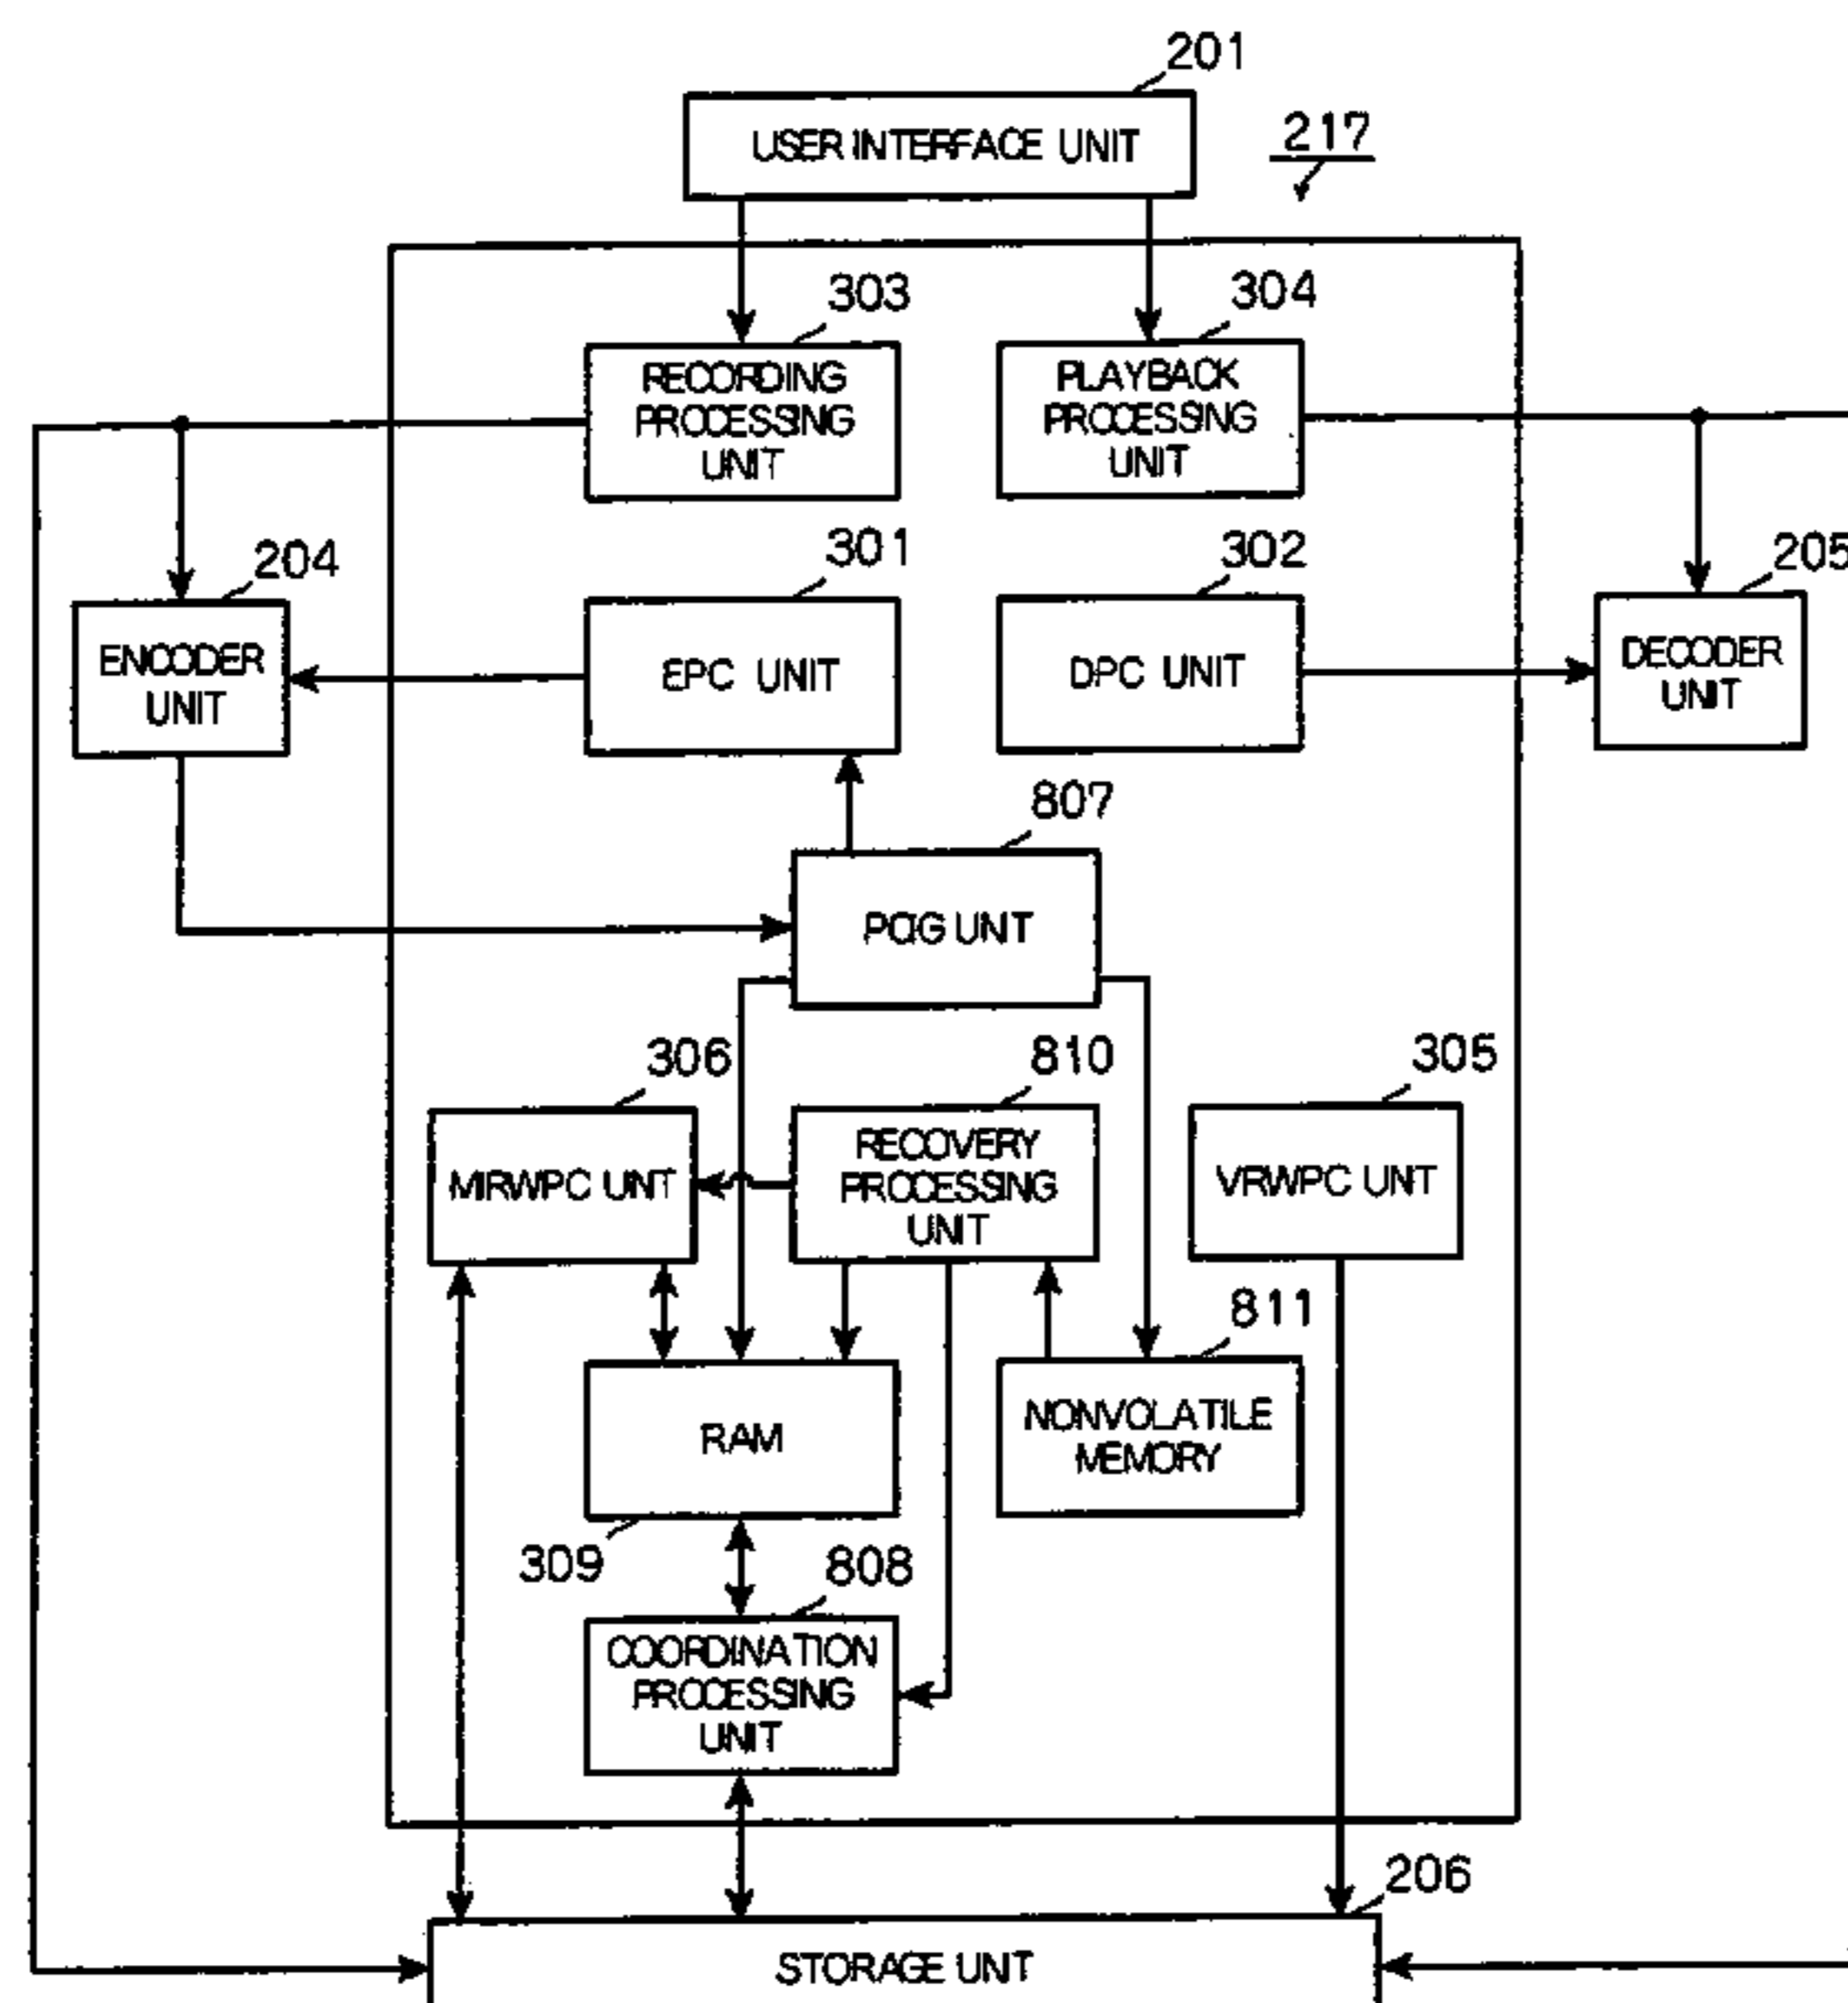 201
USER INTERFACE UNIT
217
303
304
RECORDING
PROCESSING
UNIT
PLAYBACK
PROCESSING
UNIT
204
301
302
205
ENCODER
UNIT
EPC UNIT
DPC UNIT
DECODER
UNIT
807
PCIG UNIT
306
810
305
MIRWPC UNIT
RECOVERY
PROCESSING
UNIT
VRWPC UNIT
811
RAM
NONVOLATILE
MEMORY
309
808
COORDINATION
PROCESSING
UNIT
206
STORAGE UNIT